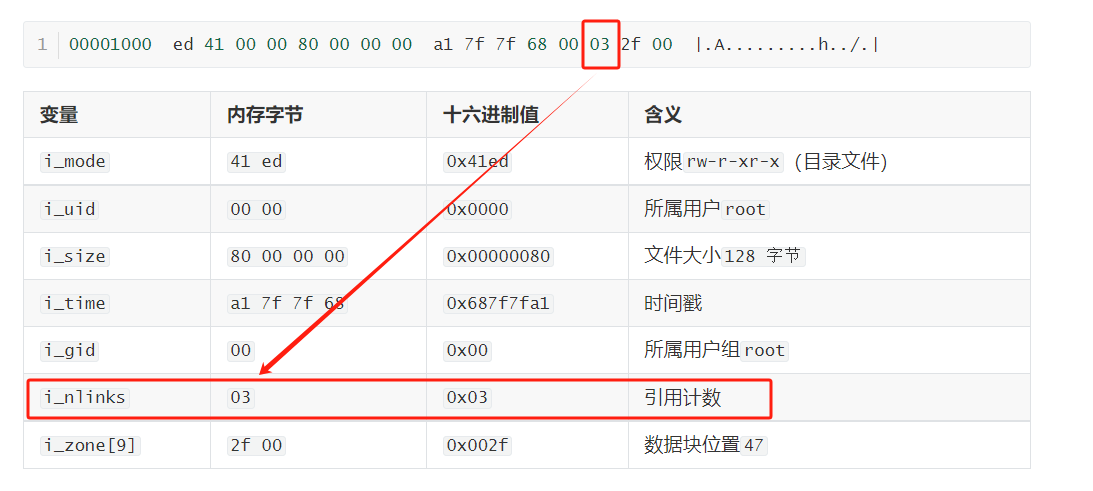 1 00001000 ed 41 00 00 80 00 00 00 a1 7f 7f 68 00 03 2f 00 |.A.........h../.|
变量 内存字节 十六进制值 含义
i_mode 41 ed 0x41ed 权限 rw-r-xr-x (目录文件)
i_uid 00 00 0x0000 所属用户 root
i_size 80 00 00 00 0x00000080 文件大小 128 字节
i_time a1 7f 7f 68 0x687f7fa1 时间戳
i_gid 00 0x00 所属用户组 root
i_nlinks 03 0x03 引用计数
i_zone[9] 2f 00 0x002f 数据块位置 47